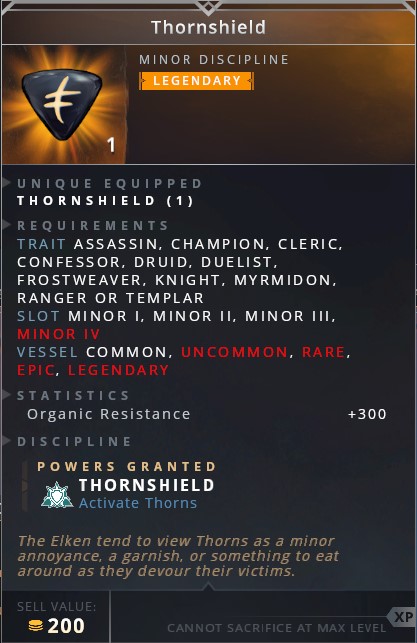 Thornshield
MINOR DISCIPLINE
LEGENDARY
1
UNIQUE EQUIPPED
THORNSHIELD (1)
REQUIREMENTS
TRAIT ASSASSIN, CHAMPION, CLERIC,
CONFESSOR, DRUID, DUELIST,
FROSTWEAVER, KNIGHT, MYRMIDON,
RANGER OR TEMPLAR
SLOT MINOR I, MINOR II, MINOR III,
MINOR IV
VESSEL COMMON, UNCOMMON, RARE,
EPIC, LEGENDARY
STATISTICS
Organic Resistance +300
DISCIPLINE
POWERS GRANTED
THORNSHIELD
Activate Thorns
The Elken tend to view Thorns as a minor
annoyance, a garnish, or something to eat
around as they devour their victims.
SELL VALUE:
200
XP
CANNOT SACRIFICE AT MAX LEVEL